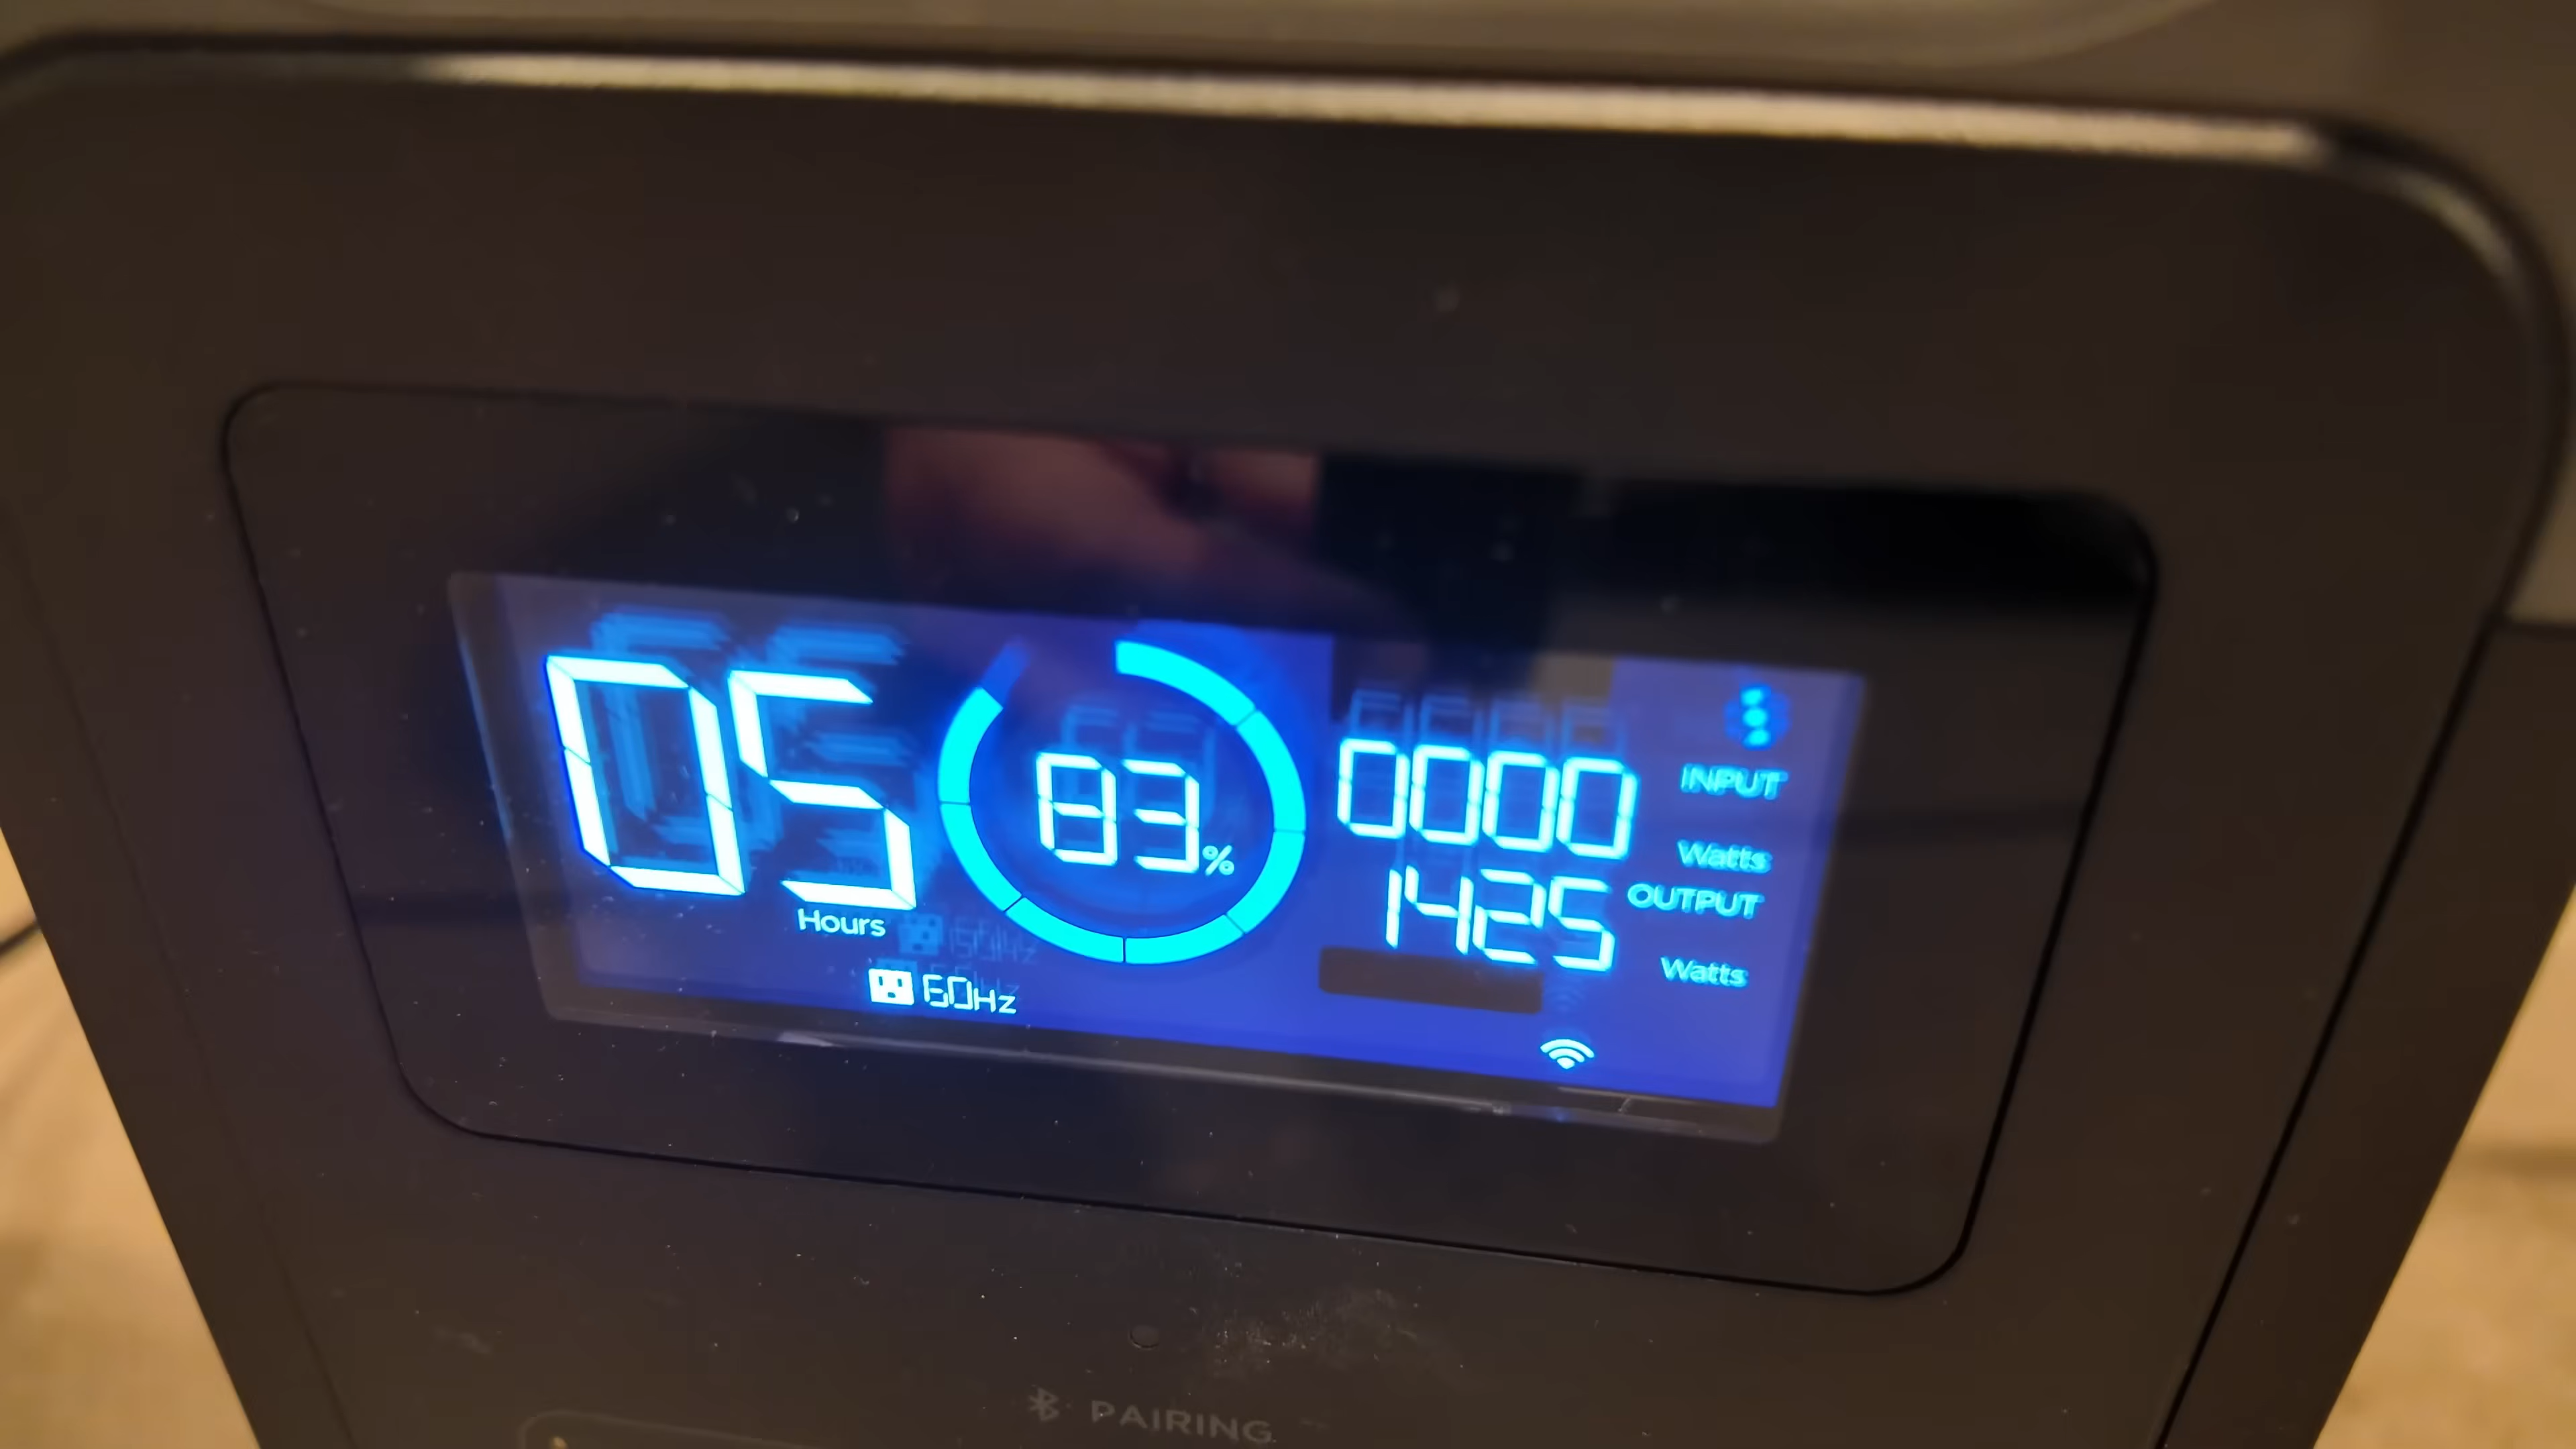 05
Hours
60Hz
83%
0000 INPUT
Watts
1425 OUTPUT
Watts
PAIRING